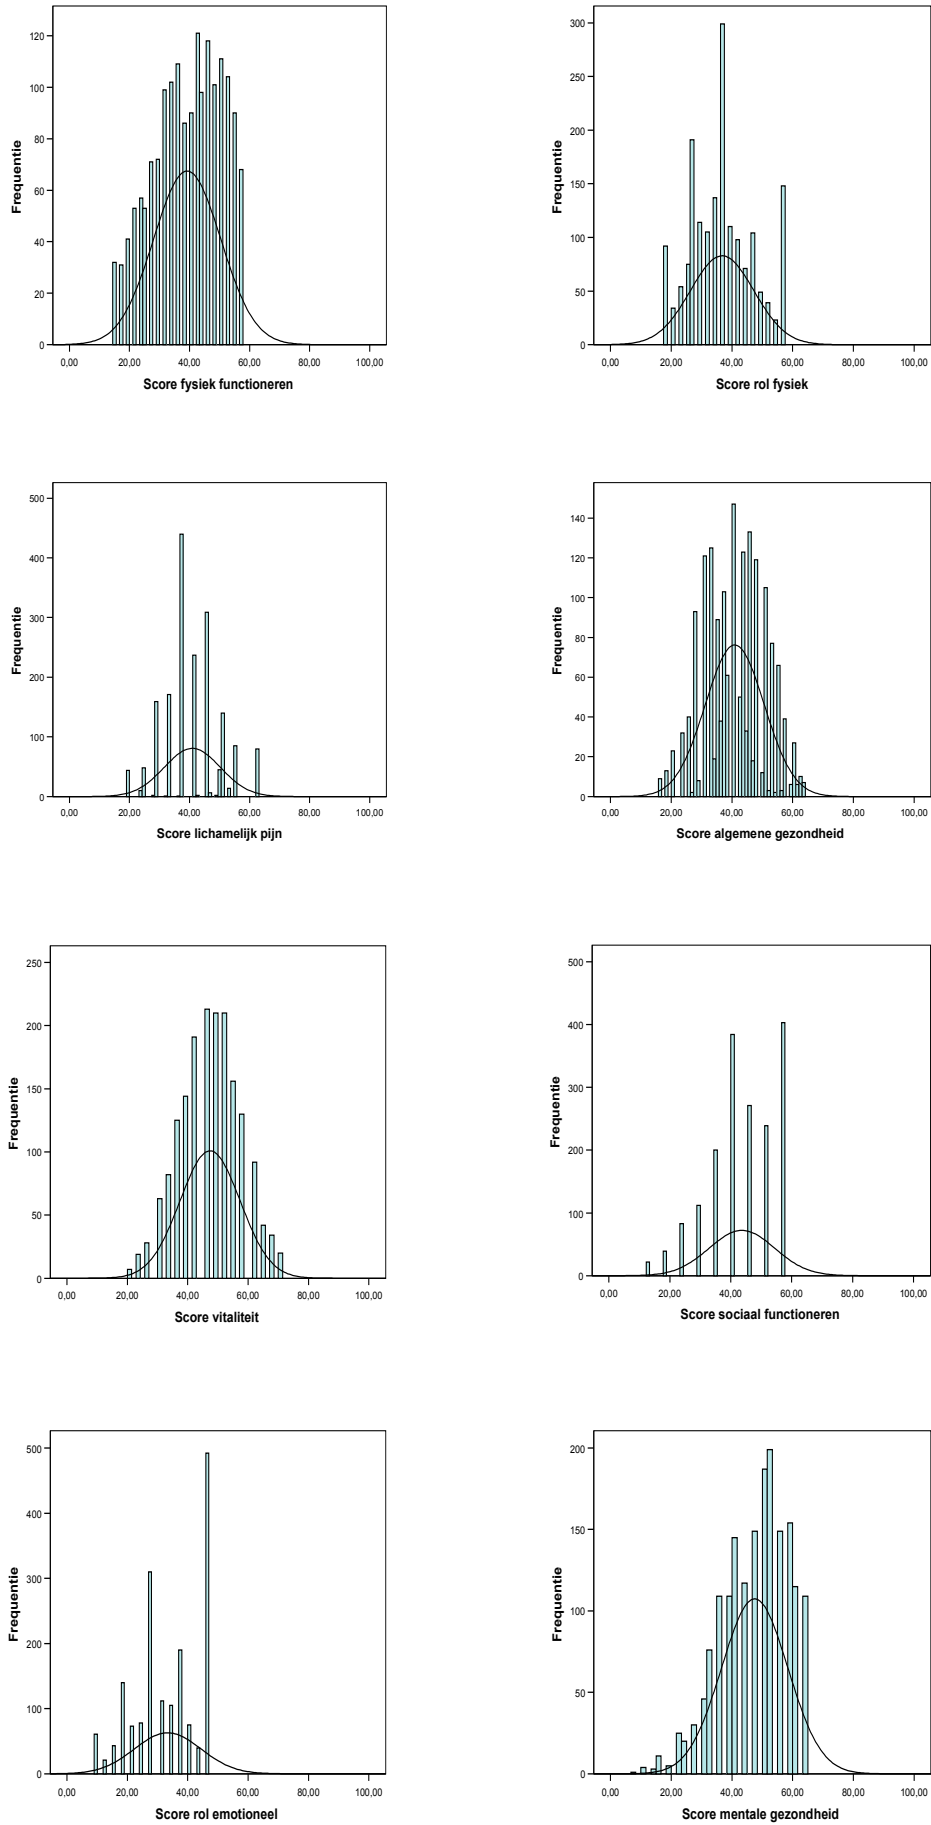 Frequentie
120
100
80
60
40
20
0
0,00 20,00 40,00 60,00 80,00 100,00
Score fysiek functioneren
Frequentie
300
250
200
150
100
50
0
0,00 20,00 40,00 60,00 80,00 100,00
Score rol fysiek
Frequentie
500
400
300
200
100
0
0,00 20,00 40,00 60,00 80,00 100,00
Score lichamelijk pijn
Frequentie
140
120
100
80
60
40
20
0
0,00 20,00 40,00 60,00 80,00 100,00
Score algemene gezondheid
Frequentie
250
200
150
100
50
0
0,00 20,00 40,00 60,00 80,00 100,00
Score vitaliteit
Frequentie
500
400
300
200
100
0
0,00 20,00 40,00 60,00 80,00 100,00
Score sociaal functioneren
Frequentie
500
400
300
200
100
0
0,00 20,00 40,00 60,00 80,00 100,00
Score rol emotioneel
Frequentie
200
150
100
50
0
0,00 20,00 40,00 60,00 80,00 100,00
Score mentale gezondheid